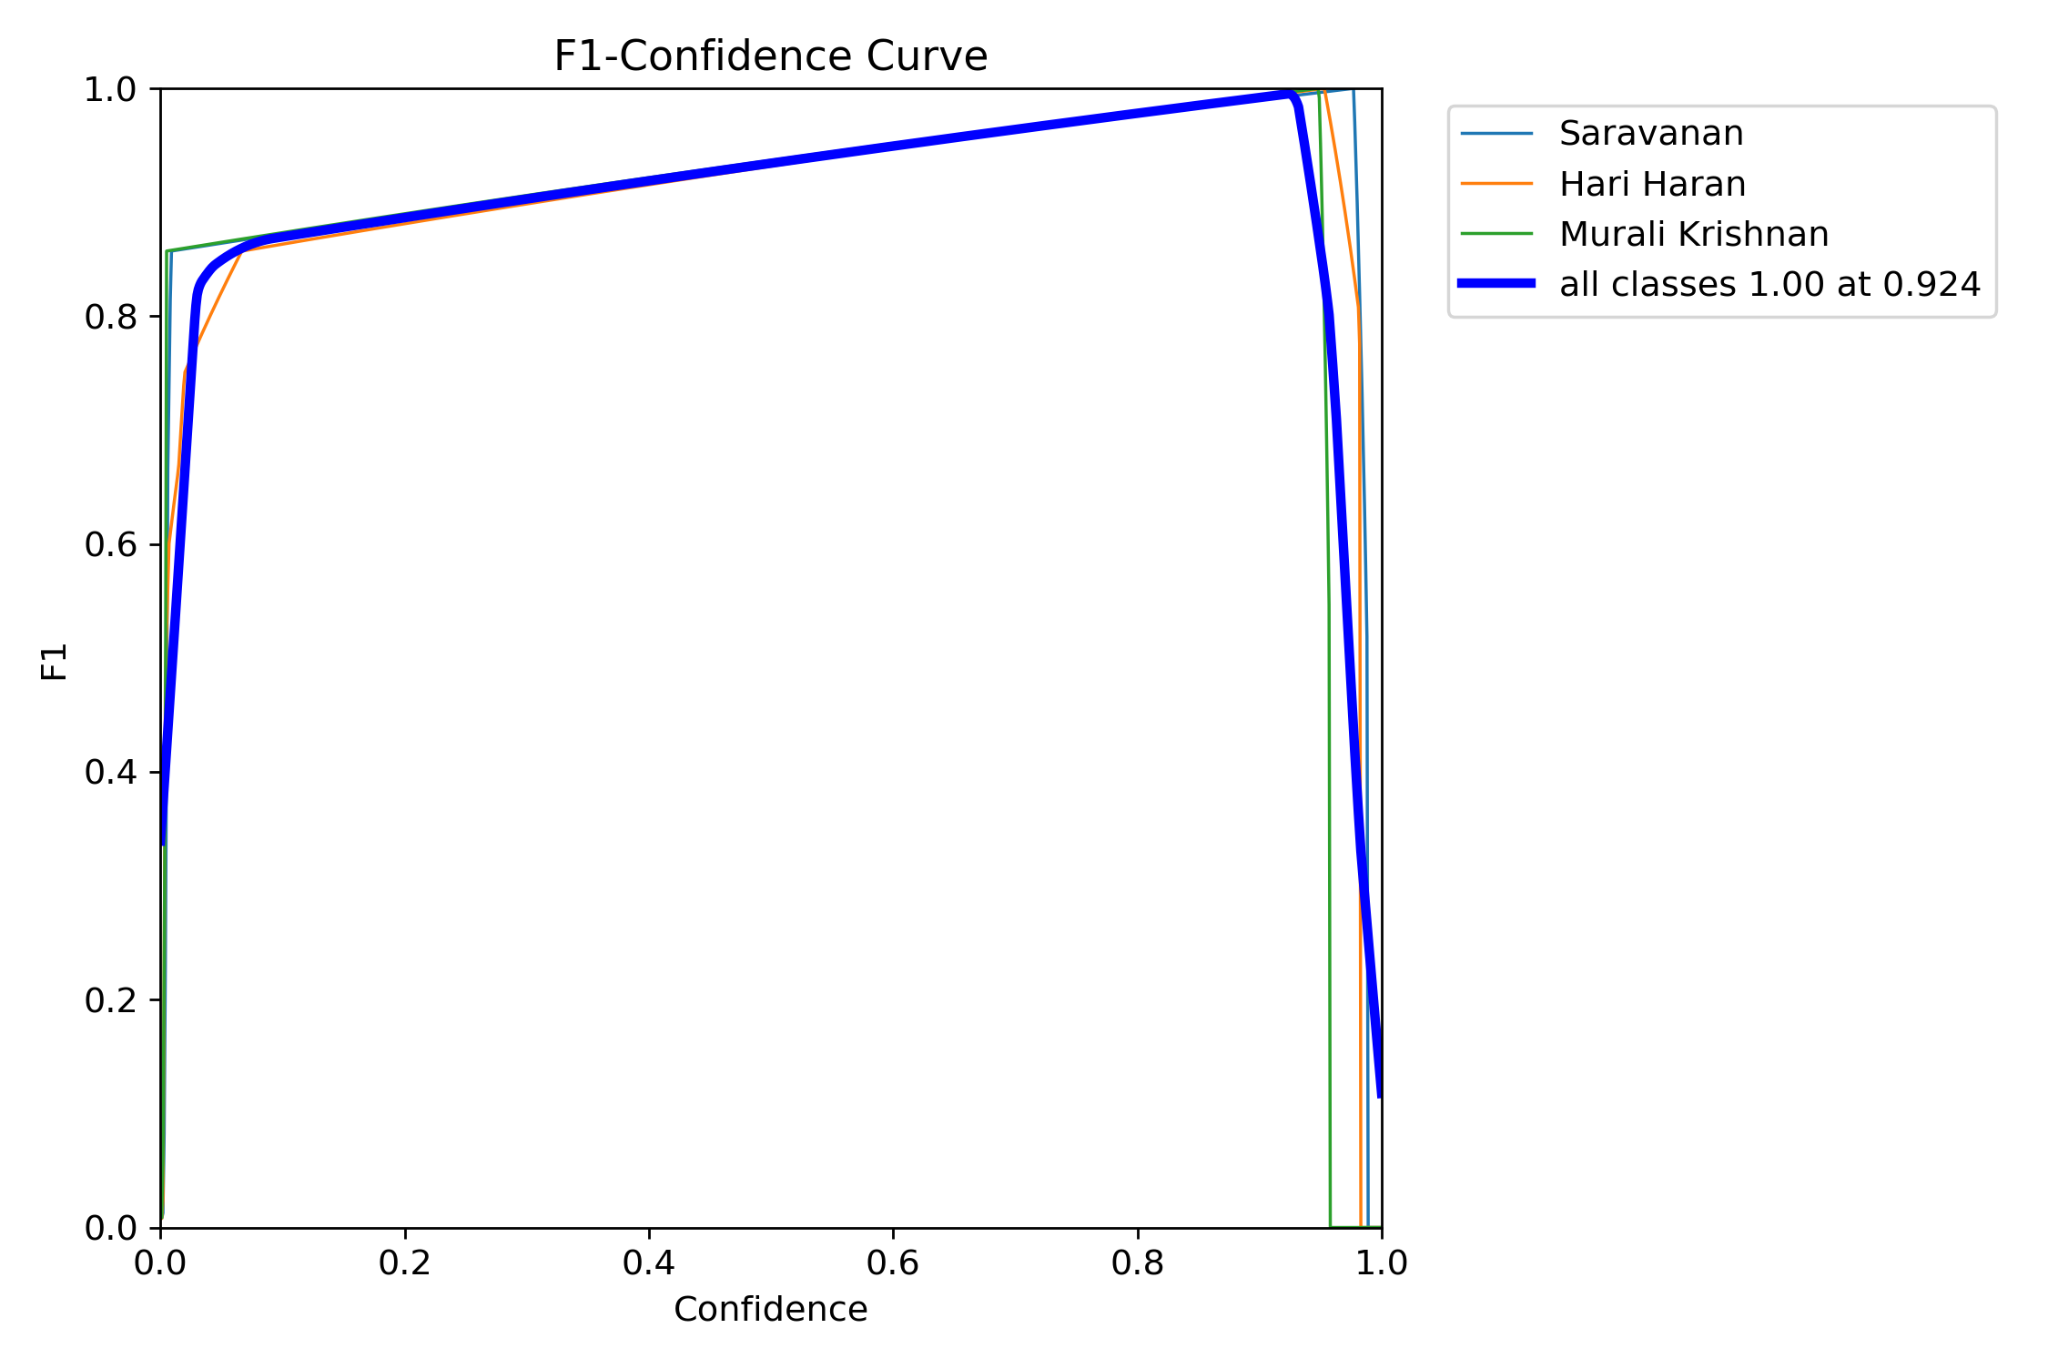 F1-Confidence Curve
Saravanan
Hari Haran
Murali Krishnan
all classes 1.00 at 0.924
F1
1.0
0.8
0.6
0.4
0.2
0.0
0.0 0.2 0.4 0.6 0.8 1.0
Confidence